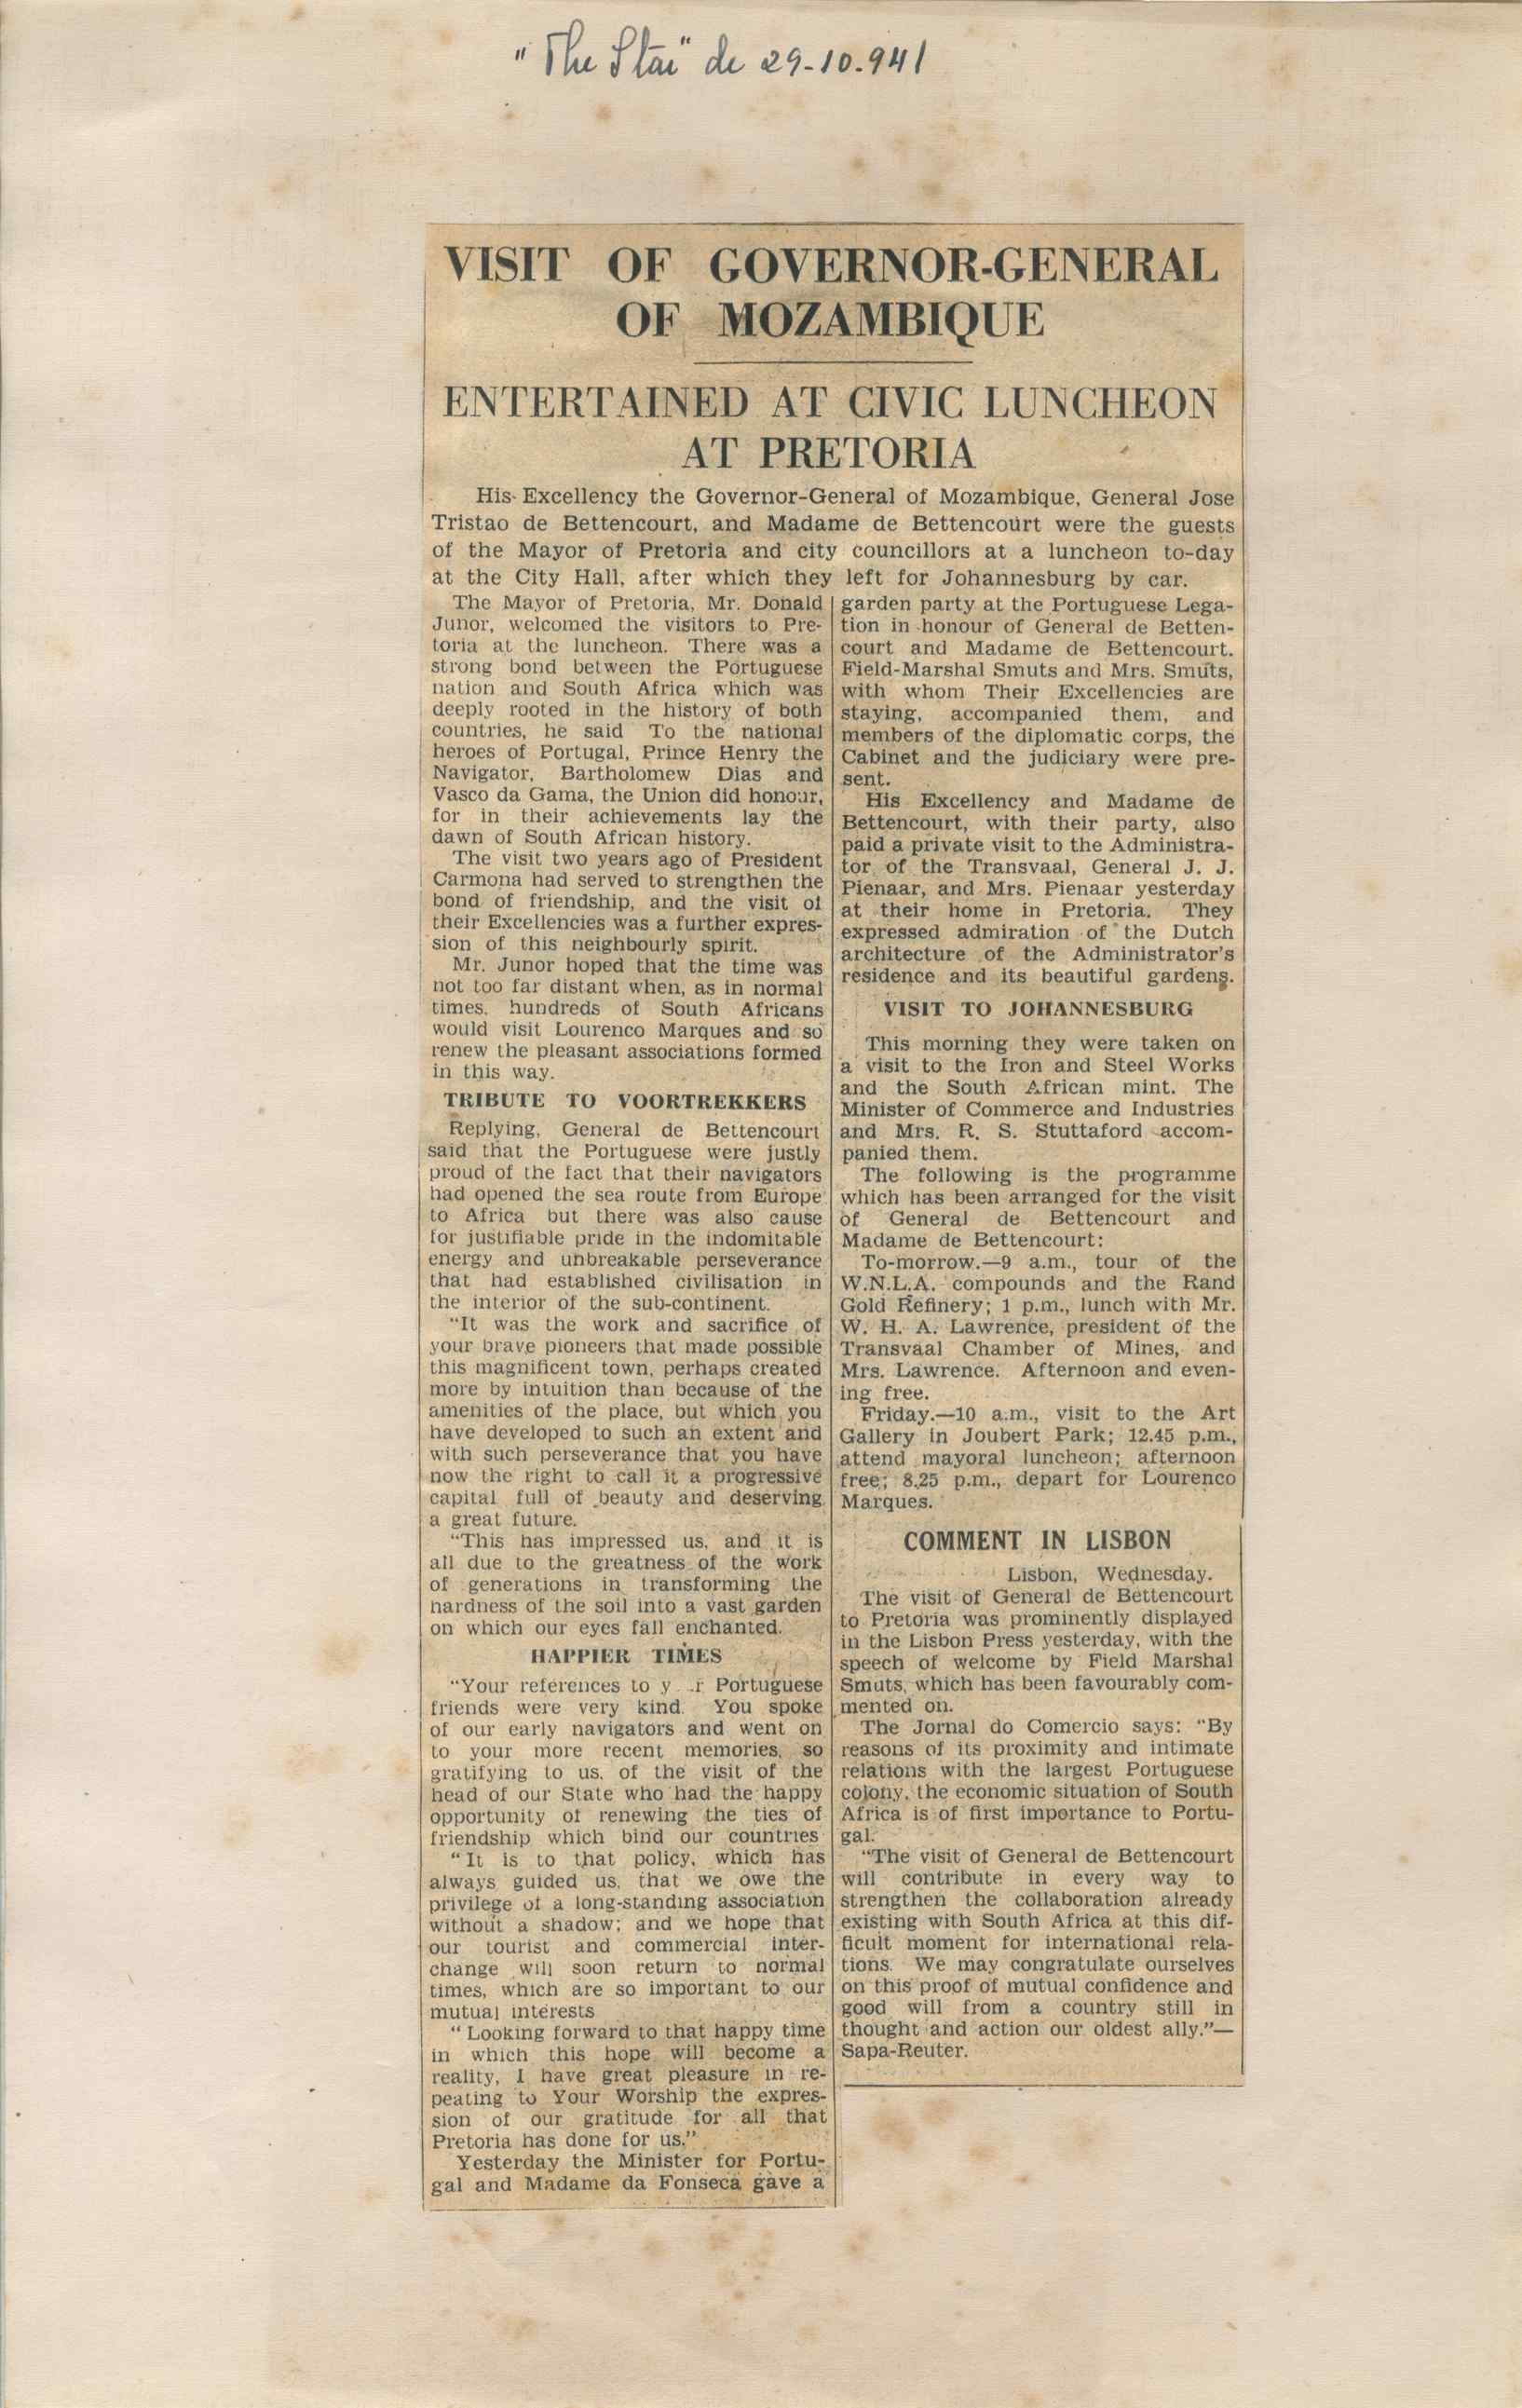 "The Star" de 29-10-941
VISIT OF GOVERNOR-GENERAL
OF MOZAMBIQUE
ENTERTAINED AT CIVIC LUNCHEON
AT PRETORIA
His Excellency the Governor-General of Mozambique, General Jose
Tristao de Bettencourt, and Madame de Bettencourt were the guests
of the Mayor of Pretoria and city councillors at a luncheon to-day
at the City Hall, after which they left for Johannesburg by car.
The Mayor of Pretoria, Mr. Donald
Junor, welcomed the visitors to Pre-
toria at the luncheon. There was a
strong bond between the Portuguese
nation and South Africa which was
deeply rooted in the history of both
countries, he said To the national
heroes of Portugal, Prince Henry the
Navigator, Bartholomew Dias and
Vasco da Gama, the Union did honour,
for in their achievements lay the
dawn of South African history.
The visit two years ago of President
Carmona had served to strengthen the
bond of friendship, and the visit of
their Excellencies was a further expres-
sion of this neighbourly spirit.
Mr. Junor hoped that the time was
not too far distant when, as in normal
times, hundreds of South Africans
would visit Lourenco Marques and so
renew the pleasant associations formed
in this way.
TRIBUTE TO VOORTREKKERS
Replying, General de Bettencourt
said that the Portuguese were justly
proud of the fact that their navigators
had opened the sea route from Europe
to Africa but there was also cause
for justifiable pride in the indomitable
energy and unbreakable perseverance
that had established civilisation in
the interior of the sub-continent.
"It was the work and sacrifice of
your brave pioneers that made possible
this magnificent town, perhaps created
more by intuition than because of the
amenities of the place, but which you
have developed to such an extent and
with such perseverance that you have
now the right to call it a progressive
capital full of beauty and deserving
a great future.
"This has impressed us, and it is
all due to the greatness of the work
of generations in transforming the
hardness of the soil into a vast garden
on which our eyes fall enchanted.
HAPPIER TIMES
"Your references to y r Portuguese
friends were very kind. You spoke
of our early navigators and went on
to your more recent memories, so
gratifying to us, of the visit of the
head of our State who had the happy
opportunity of renewing the ties of
friendship which bind our countries
"It is to that policy, which has
always guided us, that we owe the
privilege of a long-standing association
without a shadow; and we hope that
our tourist and commercial inter-
change will soon return to normal
times, which are so important to our
mutual interests
"Looking forward to that happy time
in which this hope will become a
reality, I have great pleasure in re-
peating to Your Worship the expres-
sion of our gratitude for all that
Pretoria has done for us."
Yesterday the Minister for Portu-
gal and Madame da Fonseca gave a
garden party at the Portuguese Lega-
tion in honour of General de Betten-
court and Madame de Bettencourt.
Field-Marshal Smuts and Mrs. Smuts,
with whom Their Excellencies are
staying, accompanied them, and
members of the diplomatic corps, the
Cabinet and the judiciary were pre-
sent.
His Excellency and Madame de
Bettencourt, with their party, also
paid a private visit to the Administra-
tor of the Transvaal, General J. J.
Pienaar, and Mrs. Pienaar yesterday
at their home in Pretoria. They
expressed admiration of the Dutch
architecture of the Administrator's
residence and its beautiful gardens.
VISIT TO JOHANNESBURG
This morning they were taken on
a visit to the Iron and Steel Works
and the South African mint. The
Minister of Commerce and Industries
and Mrs. R. S. Stuttaford accom-
panied them.
The following is the programme
which has been arranged for the visit
of General de Bettencourt and
Madame de Bettencourt:
To-morrow.—9 a.m., tour of the
W.N.L.A. compounds and the Rand
Gold Refinery; 1 p.m., lunch with Mr.
W. H. A. Lawrence, president of the
Transvaal Chamber of Mines, and
Mrs. Lawrence. Afternoon and even-
ing free.
Friday.—10 a.m., visit to the Art
Gallery in Joubert Park; 12.45 p.m.,
attend mayoral luncheon; afternoon
free; 8.25 p.m., depart for Lourenco
Marques.
COMMENT IN LISBON
Lisbon, Wednesday.
The visit of General de Bettencourt
to Pretoria was prominently displayed
in the Lisbon Press yesterday, with the
speech of welcome by Field Marshal
Smuts, which has been favourably com-
mented on.
The Jornal do Comercio says: "By
reasons of its proximity and intimate
relations with the largest Portuguese
colony, the economic situation of South
Africa is of first importance to Portu-
gal.
"The visit of General de Bettencourt
will contribute in every way to
strengthen the collaboration already
existing with South Africa at this dif-
ficult moment for international rela-
tions. We may congratulate ourselves
on this proof of mutual confidence and
good will from a country still in
thought and action our oldest ally."—
Sapa-Reuter.